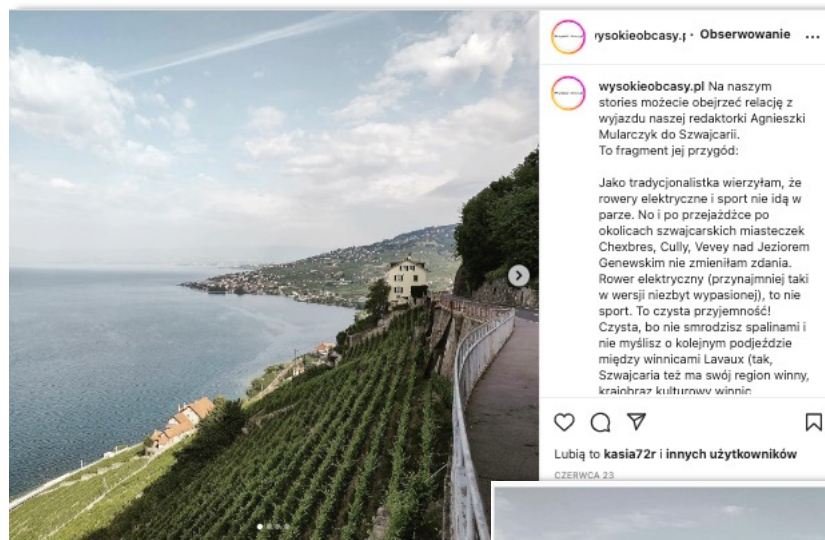 wysokieobcasy.p · Obserwowanie ...
wysokieobcasy.pl Na naszym
stories możecie obejrzeć relację z
wyjazdu naszej redaktorki Agnieszki
Mularczyk do Szwajcarii.
To fragment jej przygód:
Jako tradycjonalistka wierzyłam, że
rowery elektryczne i sport nie idą w
parze. No i po przejażdżce po
okolicach szwajcarskich miasteczek
Chexbres, Cully, Vevey nad Jeziorem
Genewskim nie zmieniłam zdania.
Rower elektryczny (przynajmniej taki
w wersji niezbyt wypasionej), to nie
sport. To czysta przyjemność!
Czysta, bo nie smrodzisz spalinami i
nie myślisz o kolejnym podjeździe
między winnicami Lavaux (tak,
Szwajcaria też ma swój region winny,
krajobraz kulturowy winnic
Lubią to kasia72r i innych użytkowników
CZERWCA 23